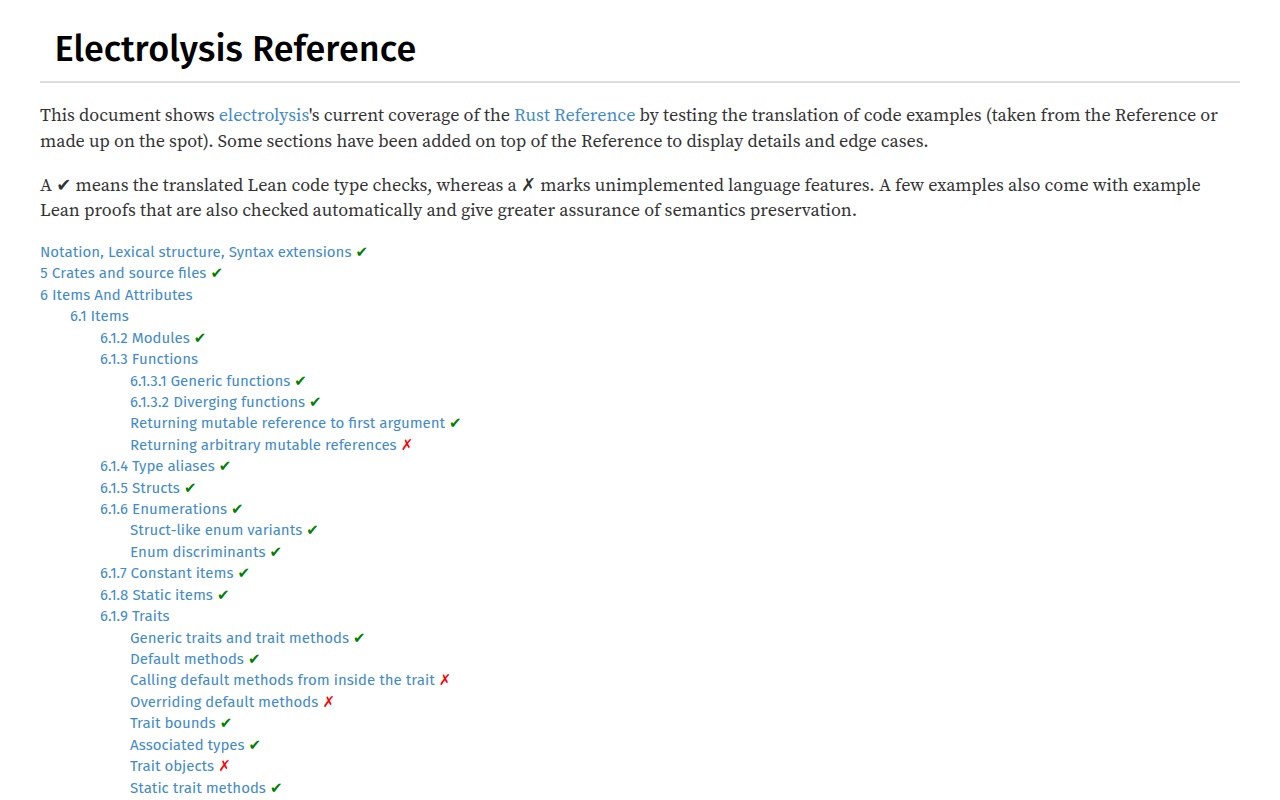 Electrolysis Reference
This document shows electrolysis's current coverage of the Rust Reference by testing the translation of code examples (taken from the Reference or
made up on the spot). Some sections have been added on top of the Reference to display details and edge cases.
A ✔ means the translated Lean code type checks, whereas a ✗ marks unimplemented language features. A few examples also come with example
Lean proofs that are also checked automatically and give greater assurance of semantics preservation.
Notation, Lexical structure, Syntax extensions ✔
5 Crates and source files ✔
6 Items And Attributes
6.1 Items
6.1.2 Modules ✔
6.1.3 Functions
6.1.3.1 Generic functions ✔
6.1.3.2 Diverging functions ✔
Returning mutable reference to first argument ✔
Returning arbitrary mutable references ✗
6.1.4 Type aliases ✔
6.1.5 Structs ✔
6.1.6 Enumerations ✔
Struct-like enum variants ✔
Enum discriminants ✔
6.1.7 Constant items ✔
6.1.8 Static items ✔
6.1.9 Traits
Generic traits and trait methods ✔
Default methods ✔
Calling default methods from inside the trait ✗
Overriding default methods ✗
Trait bounds ✔
Associated types ✔
Trait objects ✗
Static trait methods ✔